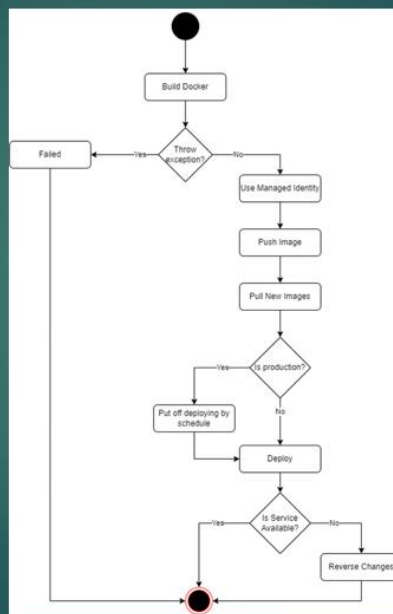 Build Docker
Throw
exception?
Yes
No
Failed
Use Managed Identity
Push Image
Pull New Images
Is production?
Yes
No
Put off deploying by
schedule
Deploy
Is Service
Available?
Yes
No
Reverse Changes